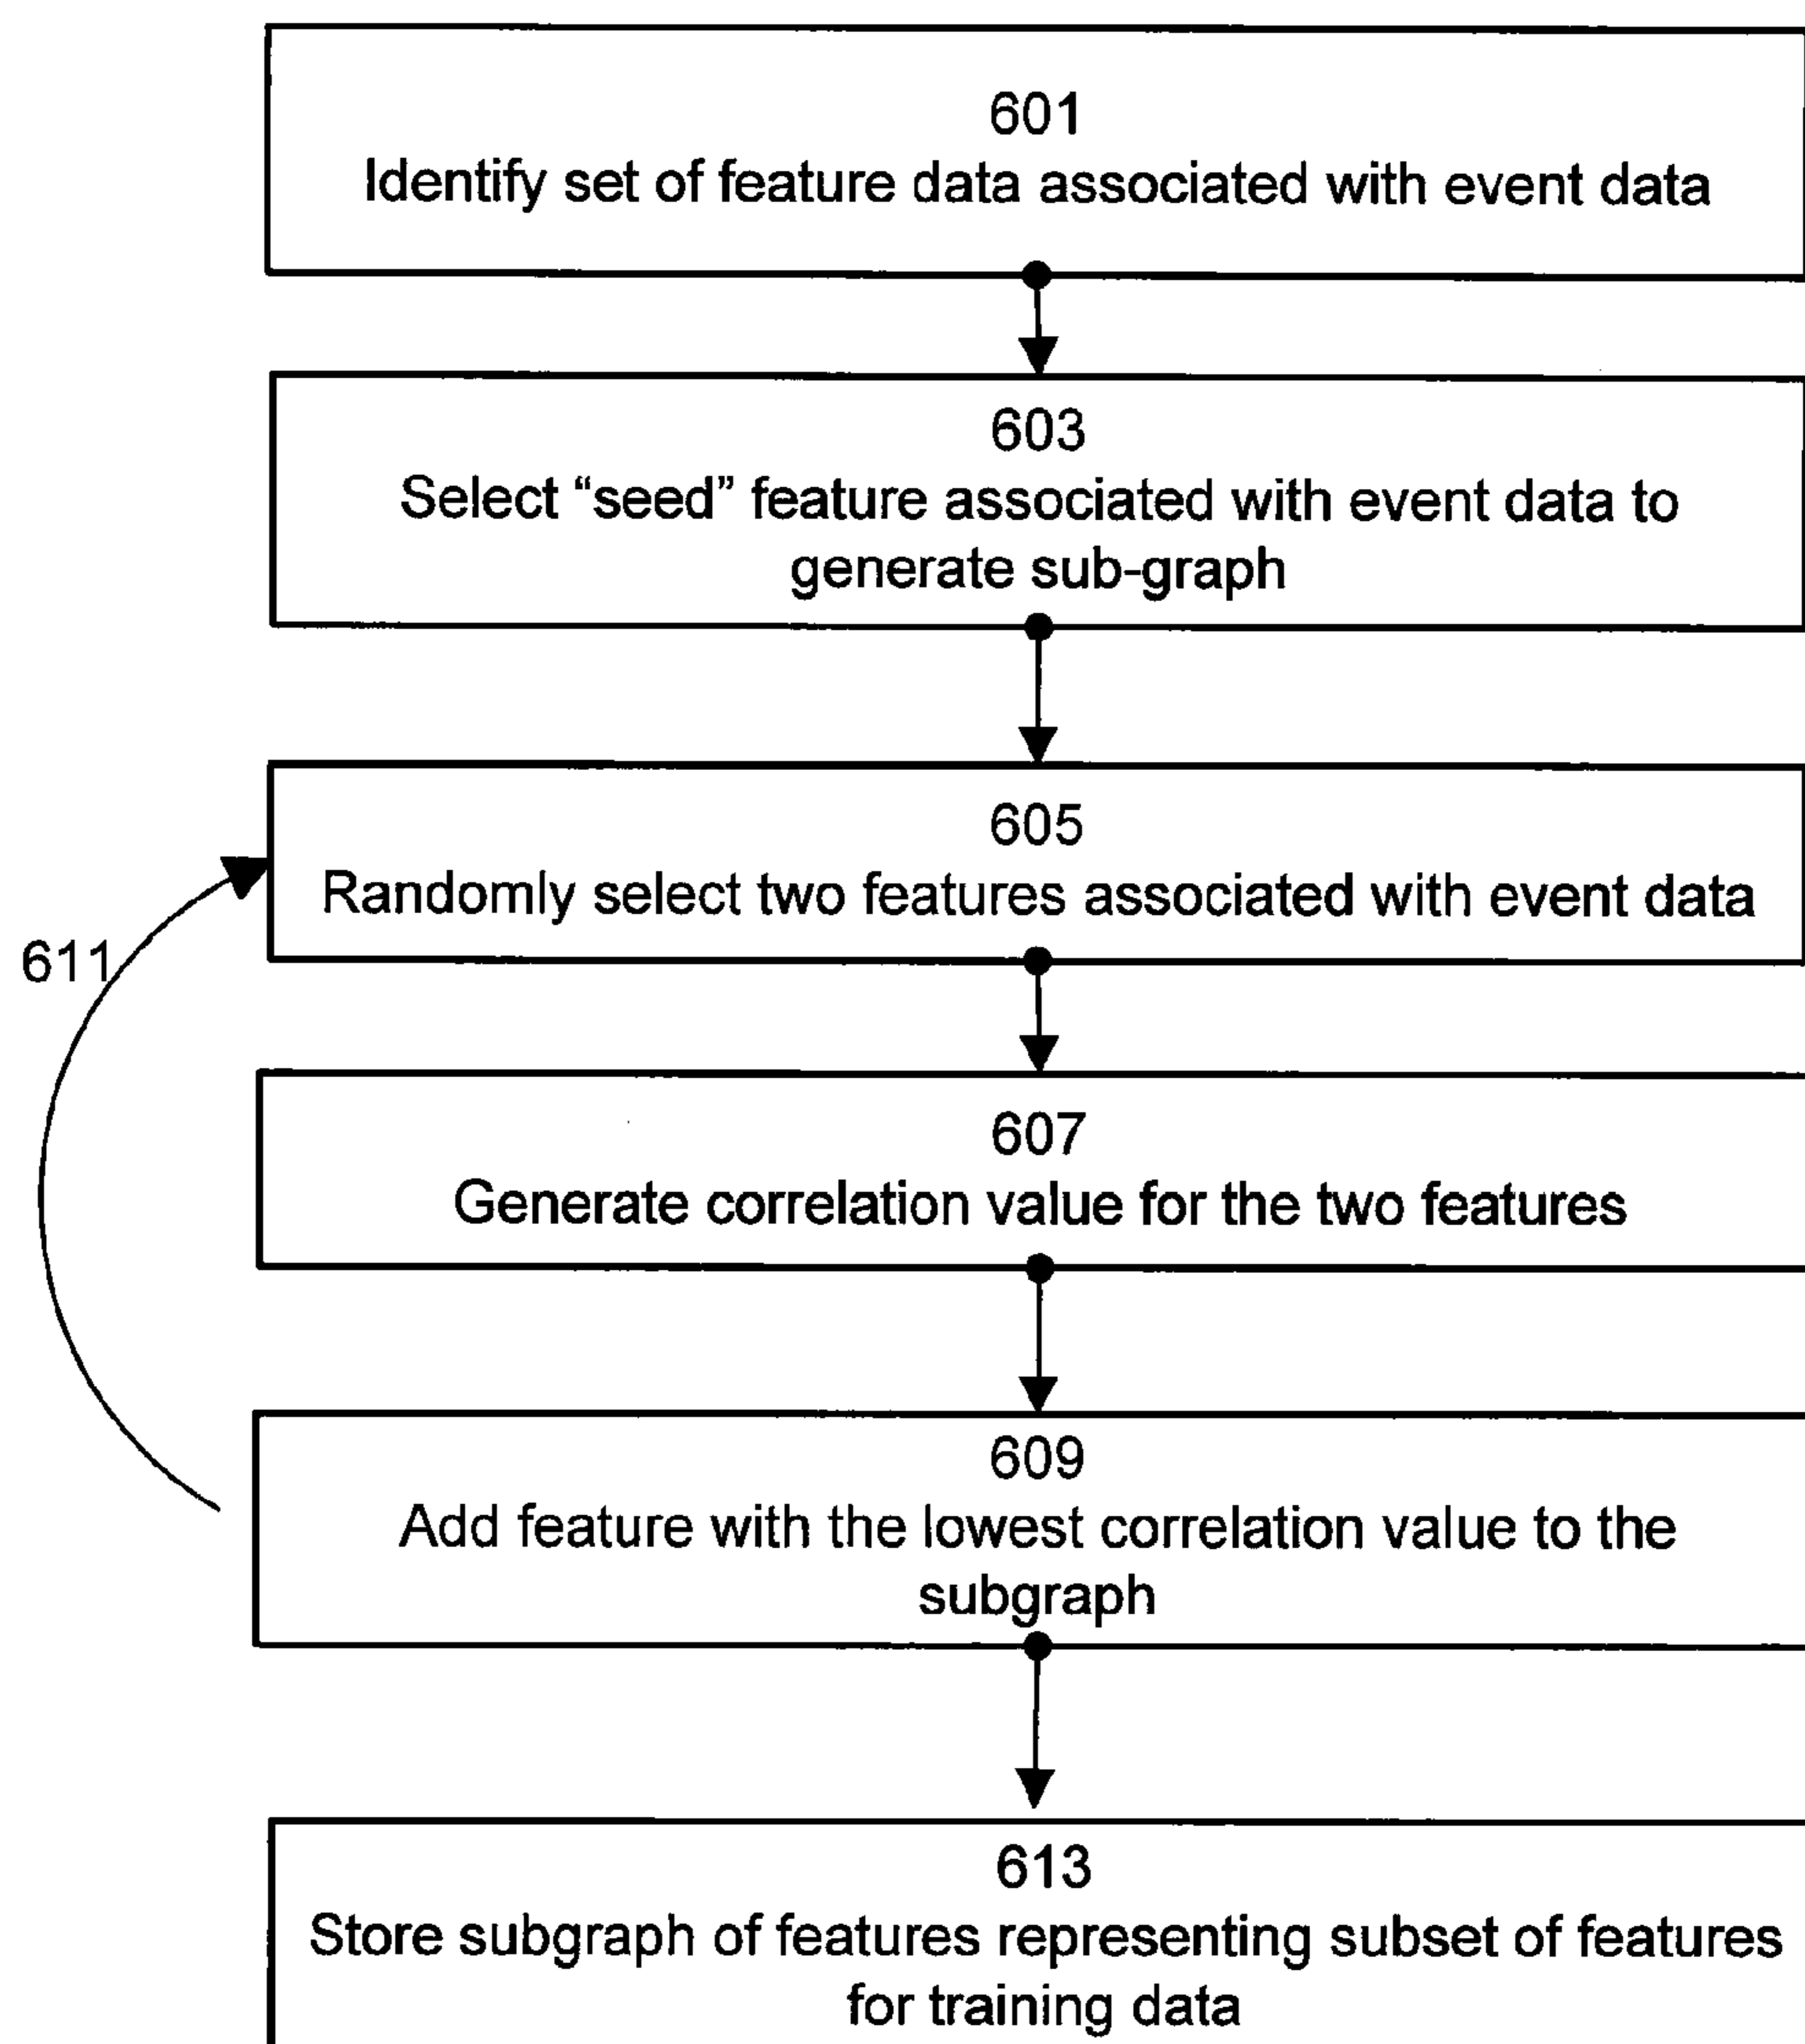 601
Identify set of feature data associated with event data
603
Select “seed” feature associated with event data to
generate sub-graph
605
Randomly select two features associated with event data
611
607
Generate correlation value for the two features
609
Add feature with the lowest correlation value to the
subgraph
613
Store subgraph of features representing subset of features
for training data